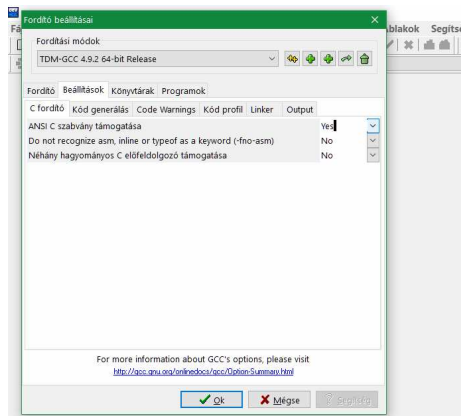 Fordító beállításai
Fá
blakok Segíts
Fordítási módok
TDM-GCC 4.9.2 64-bit Release
Fordító Beállítások Könyvtárak Programok
C fordító Kód generálás Code Warnings Kód profil Linker Output
ANSI C szabvány támogatása Yes
Do not recognize asm, inline or typeof as a keyword (-fno-asm) No
Néhány hagyományos C előfeldolgozó támogatása No
For more information about GCC's options, please visit
http://gcc.gnu.org/onlinedocs/gcc/Option-Summary.html
Ok Mégse Segítség